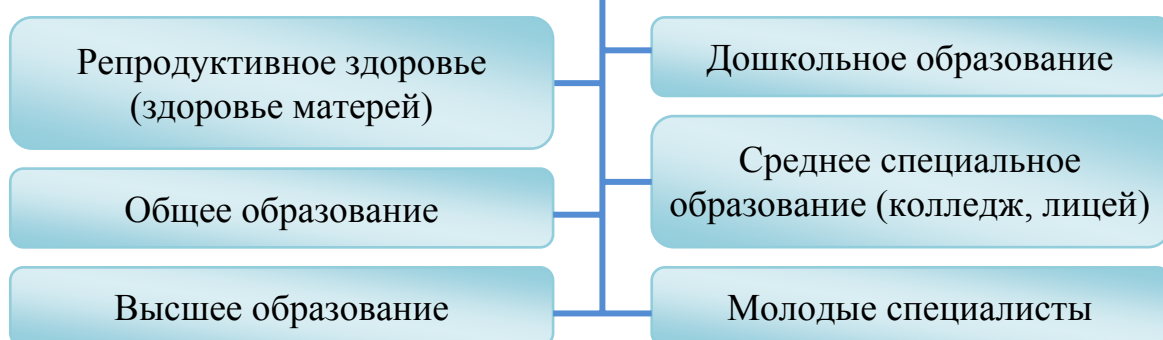 Репродуктивное здоровье
(здоровье матерей)
Дошкольное образование
Общее образование
Среднее специальное
образование (колледж, лицей)
Высшее образование
Молодые специалисты